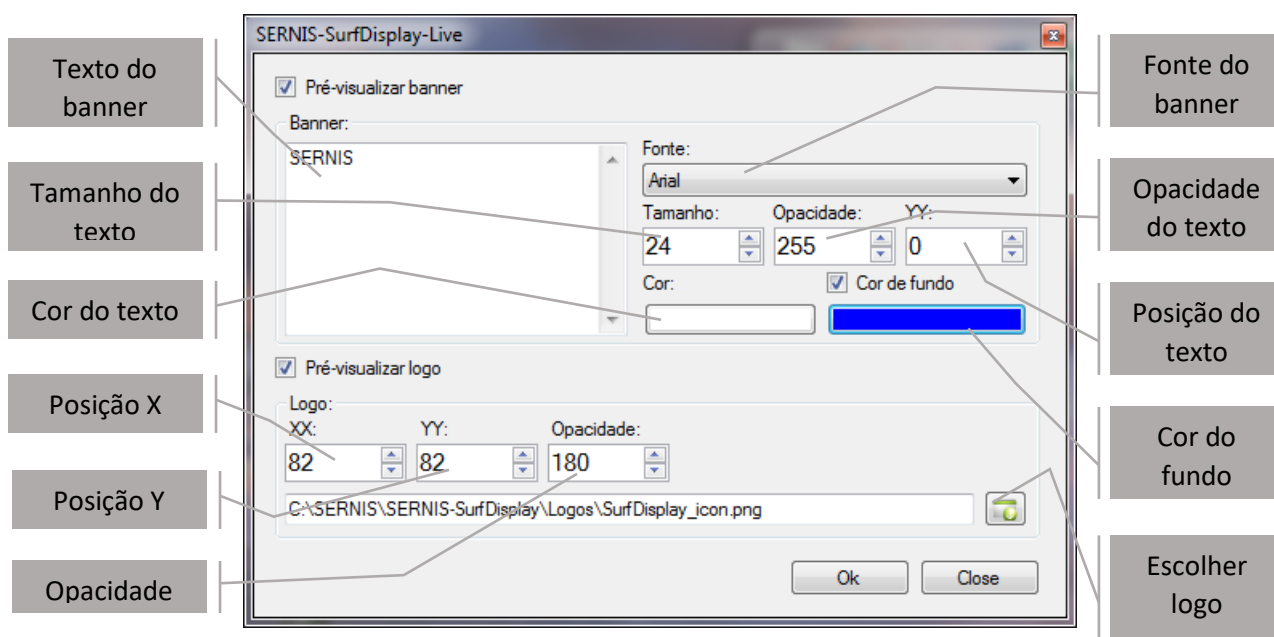 SERNIS-SurfDisplay-Live
Texto do
banner
Tamanho do
texto
Cor do texto
Posição X
Posição Y
Opacidade
Pré-visualizar banner
Banner:
SERNIS
Fonte:
Arial
Tamanho:
Opacidade:
YY:
24
255
0
Cor:
Cor de fundo
Pré-visualizar logo
Logo:
XX:
YY:
Opacidade:
82
82
180
C:\SERNIS\SERNIS-SurfDisplay\Logos\SurfDisplay_icon.png
Ok
Close
Fonte do
banner
Opacidade
do texto
Posição do
texto
Cor do
fundo
Escolher
logo